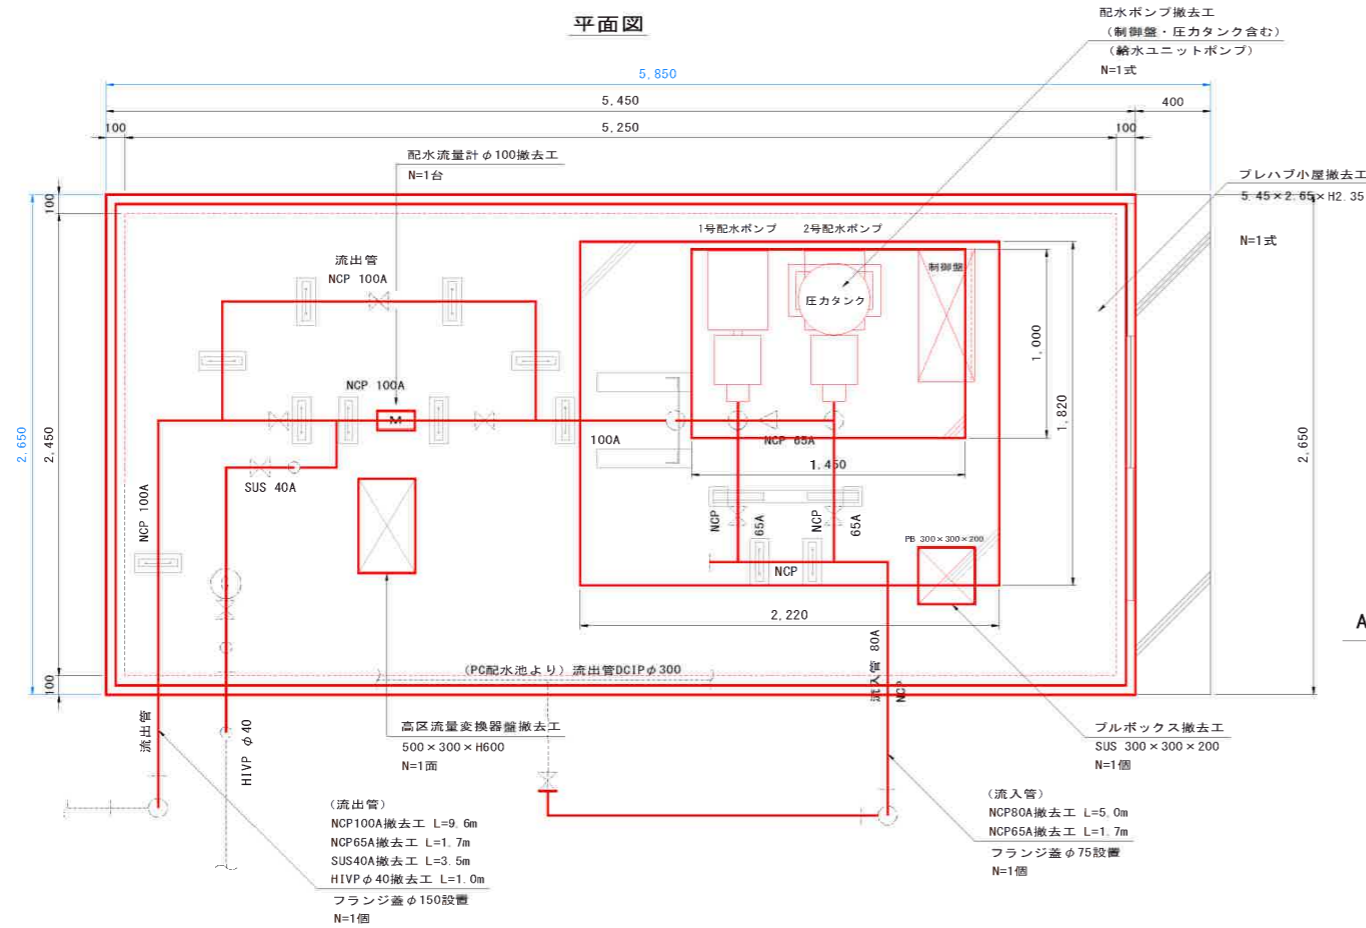 平面図
配水ポンプ撤去工
(制御盤・圧力タンク含む)
(給水ユニットポンプ)
N=1式
5,850
5,450
400
100
5,250
100
配水流量計φ100撤去工
N=1台
プレハブ小屋撤去工
5.45×2.65×H2.35
N=1式
100
2,650
2,450
100
1号配水ポンプ
2号配水ポンプ
流出管
NCP 100A
制御盤
圧力タンク
1,000
1,820
2,650
NCP 100A
M
100A
NCP 65A
1,450
SUS 40A
NCP 100A
NCP
65A
NCP
65A
PB 300×300×200
NCP
2,220
(PC配水池より) 流出管DCIPφ300
流入管 80A
NCP
A
流出管
HIVP φ40
高区流量変換器盤撤去工
500×300×H600
N=1面
プルボックス撤去工
SUS 300×300×200
N=1個
(流出管)
NCP100A撤去工 L=9.6m
NCP65A撤去工 L=1.7m
SUS40A撤去工 L=3.5m
HIVPφ40撤去工 L=1.0m
フランジ蓋φ150設置
N=1個
(流入管)
NCP80A撤去工 L=5.0m
NCP65A撤去工 L=1.7m
フランジ蓋φ75設置
N=1個